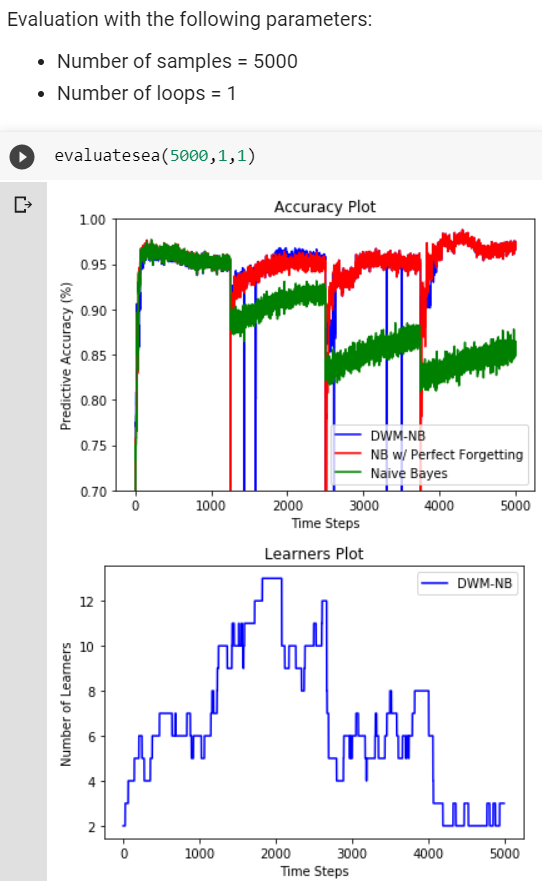 Evaluation with the following parameters:
• Number of samples = 5000
• Number of loops = 1
evaluatesea(5000,1,1)
Accuracy Plot
1.00
0.95
0.90
0.85
0.80
0.75
0.70
Predictive Accuracy (%)
DWM-NB
NB w/ Perfect Forgetting
Naive Bayes
0 1000 2000 3000 4000 5000
Time Steps
Learners Plot
DWM-NB
12
10
8
6
4
2
Number of Learners
0 1000 2000 3000 4000 5000
Time Steps